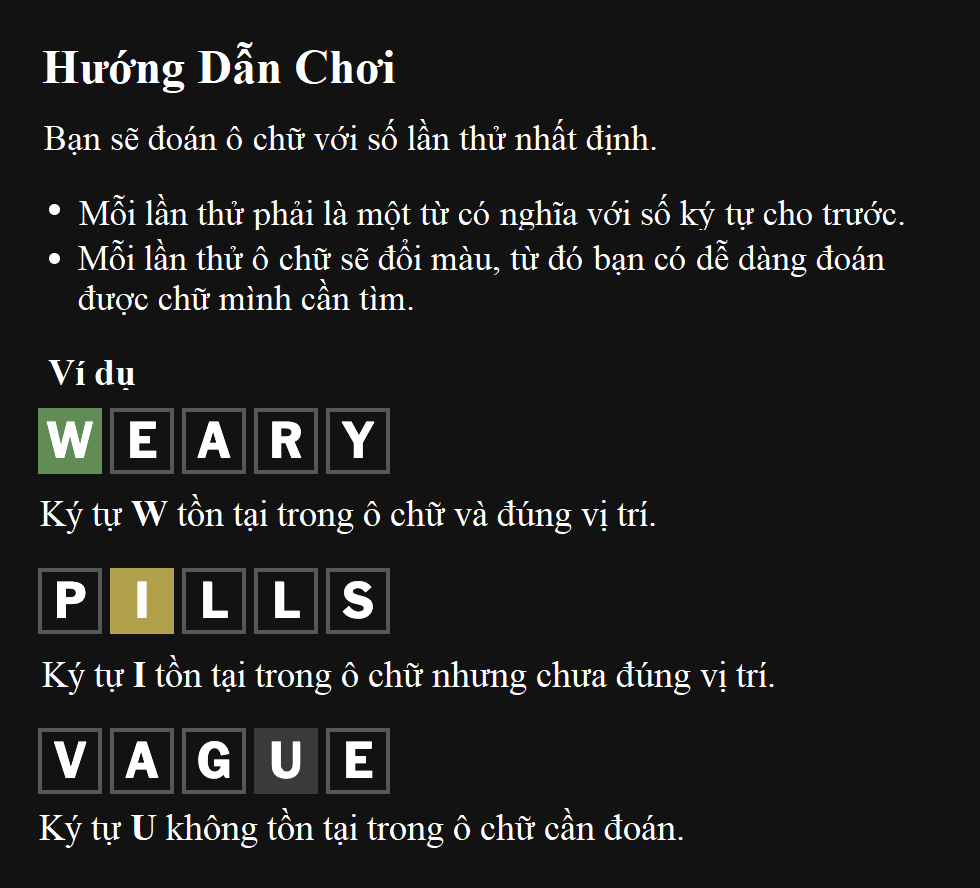 Hướng Dẫn Chơi
Bạn sẽ đoán ô chữ với số lần thử nhất định.
• Mỗi lần thử phải là một từ có nghĩa với số ký tự cho trước.
• Mỗi lần thử ô chữ sẽ đổi màu, từ đó bạn có dễ dàng đoán
được chữ mình cần tìm.
Ví dụ
W E A R Y
Ký tự W tồn tại trong ô chữ và đúng vị trí.
P I L L S
Ký tự I tồn tại trong ô chữ nhưng chưa đúng vị trí.
V A G U E
Ký tự U không tồn tại trong ô chữ cần đoán.